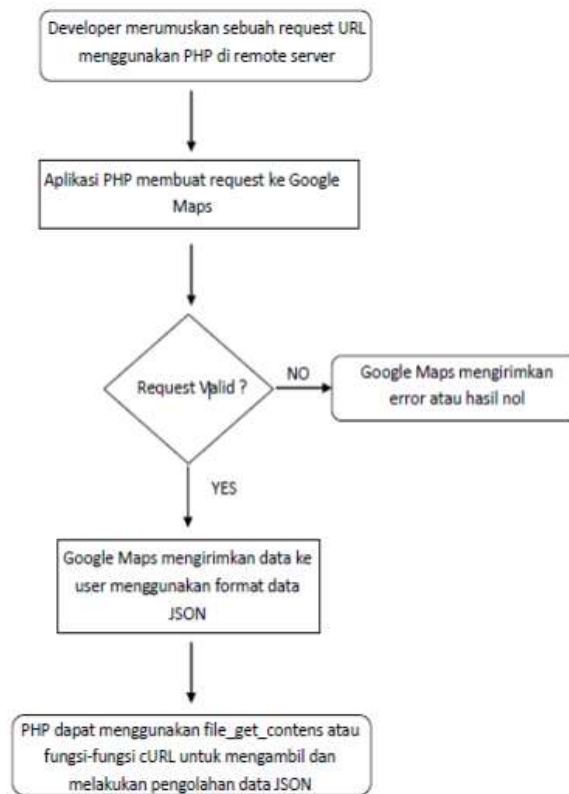 Developer merumuskan sebuah request URL
menggunakan PHP di remote server
Aplikasi PHP membuat request ke Google
Maps
Request Valid ?
NO
Google Maps mengirimkan
error atau hasil nol
YES
Google Maps mengirimkan data ke
user menggunakan format data
JSON
PHP dapat menggunakan file_get_contens atau
fungsi-fungsi cURL untuk mengambil dan
melakukan pengolahan data JSON